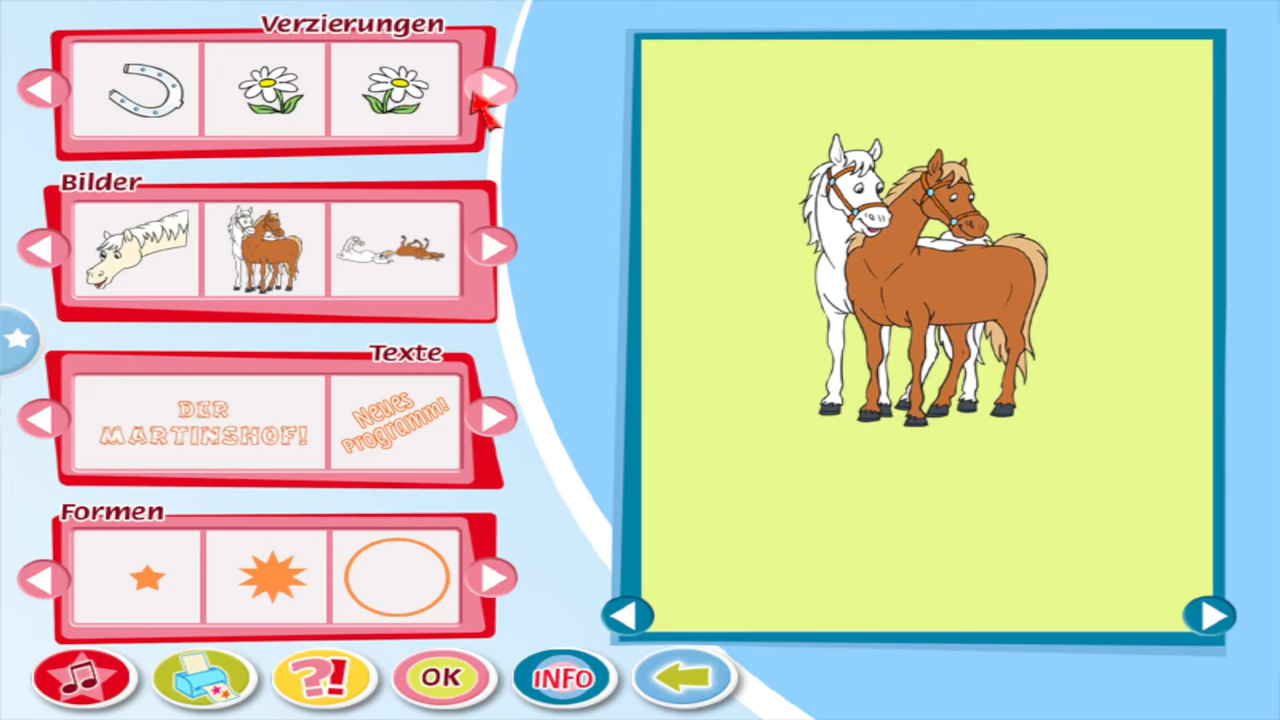 Verzierungen
Bilder
Texte
DER
MARTINSHOF!
Neues
Programm!
Formen
?!
OK
INFO